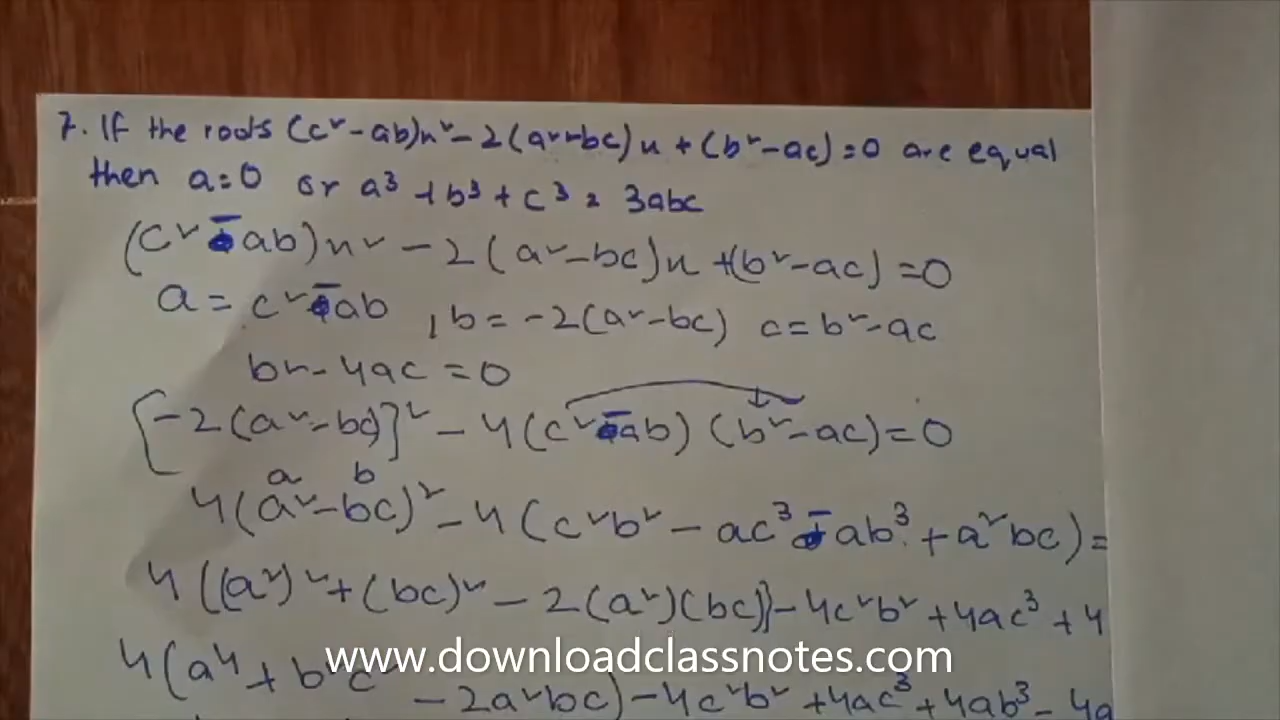 7. If the roots (c²-ab)x²-2(a²-bc)x+(b²-ac)=0 are equal
then a=0 or a³+b³+c³=3abc
(c²-ab)x²-2(a²-bc)x+(b²-ac)=0
a=c²-ab, b=-2(a²-bc) c=b²-ac
b²-4ac=0
[-2(a²-bc)]²-4(c²-ab)(b²-ac)=0
a b
4(a²-bc)²-4(c²b²-ac³-ab³+a²bc)=
4((a²)²+(bc)²-2(a²)(bc))-4c²b²+4ac³+4
4(a⁴+b²c²-2a²bc)-4c²b²+4ac³+4ab³-4a
www.downloadclassnotes.com